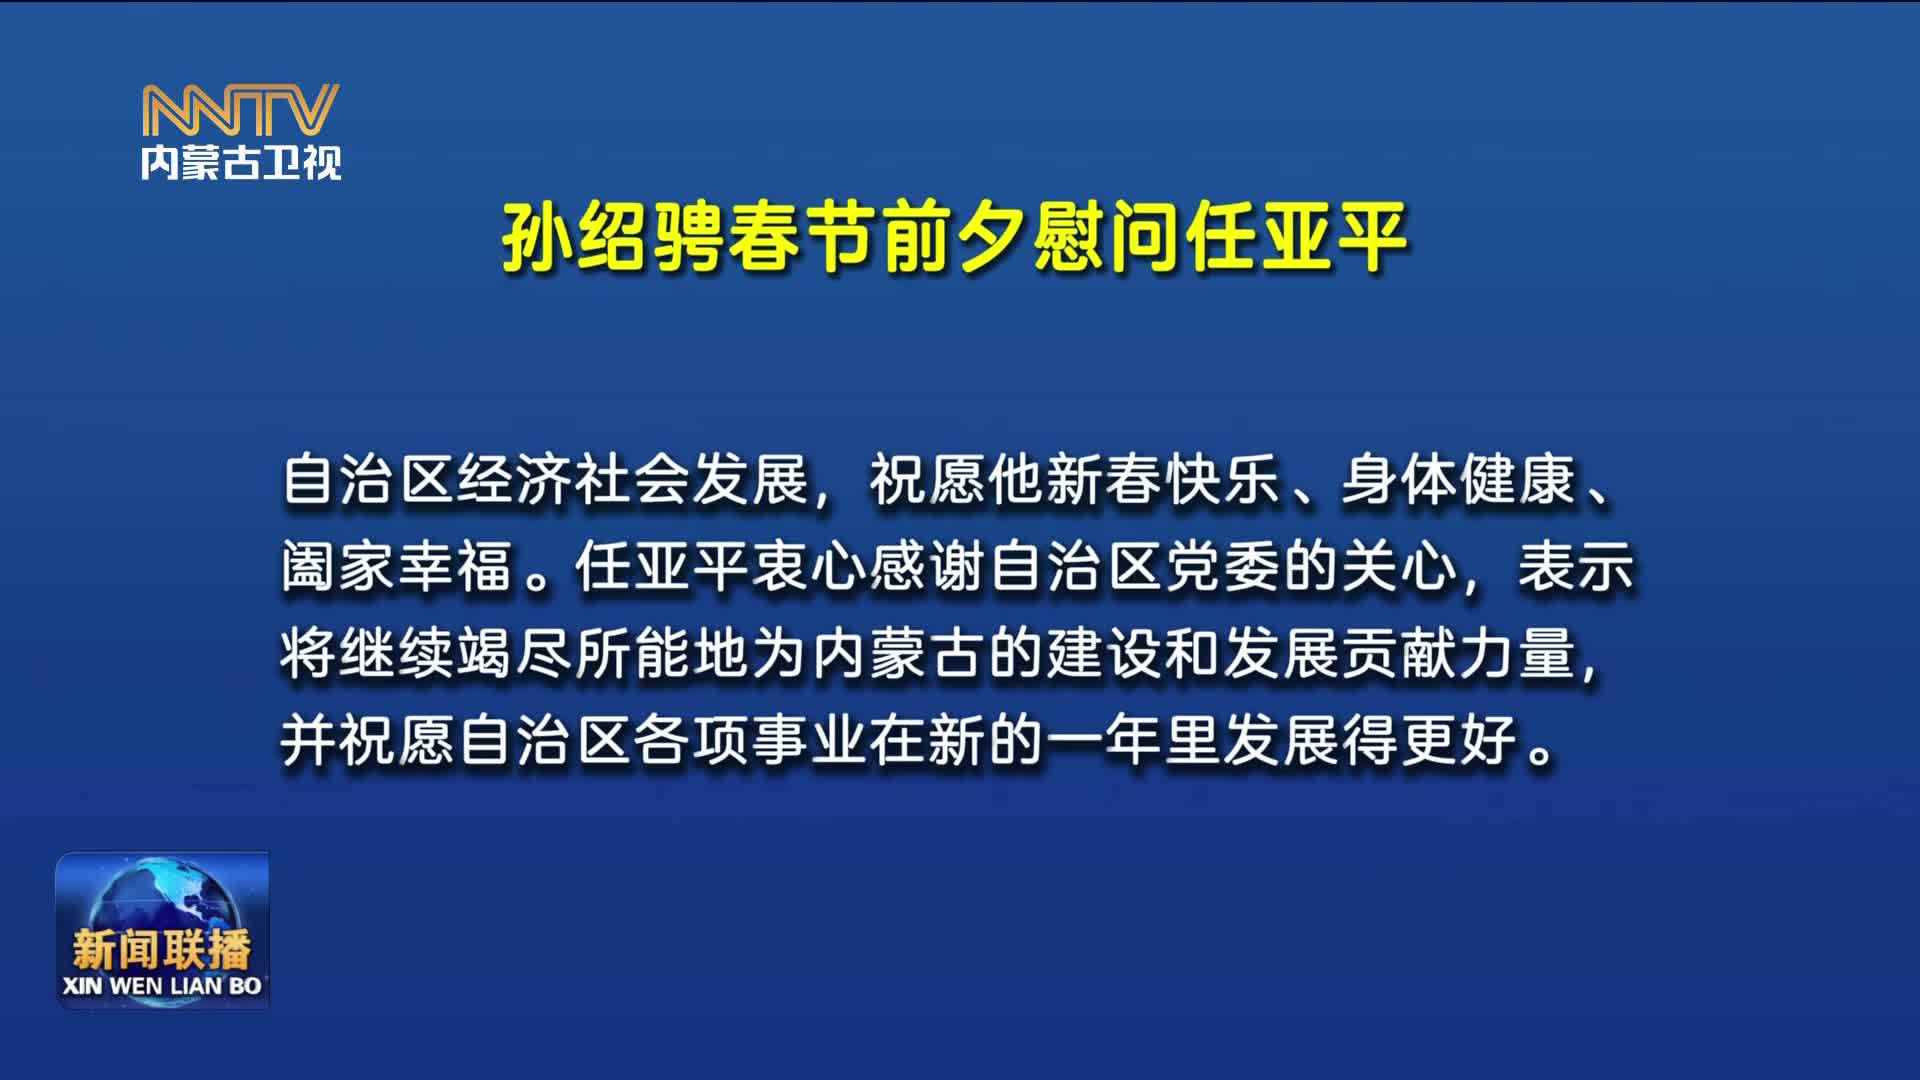 NNTV
内蒙古卫视
孙绍骋春节前夕慰问任亚平
自治区经济社会发展，祝愿他新春快乐、身体健康、
阖家幸福。任亚平衷心感谢自治区党委的关心，表示
将继续竭尽所能地为内蒙古的建设和发展贡献力量，
并祝愿自治区各项事业在新的一年里发展得更好。
新闻联播
XIN WEN LIAN BO